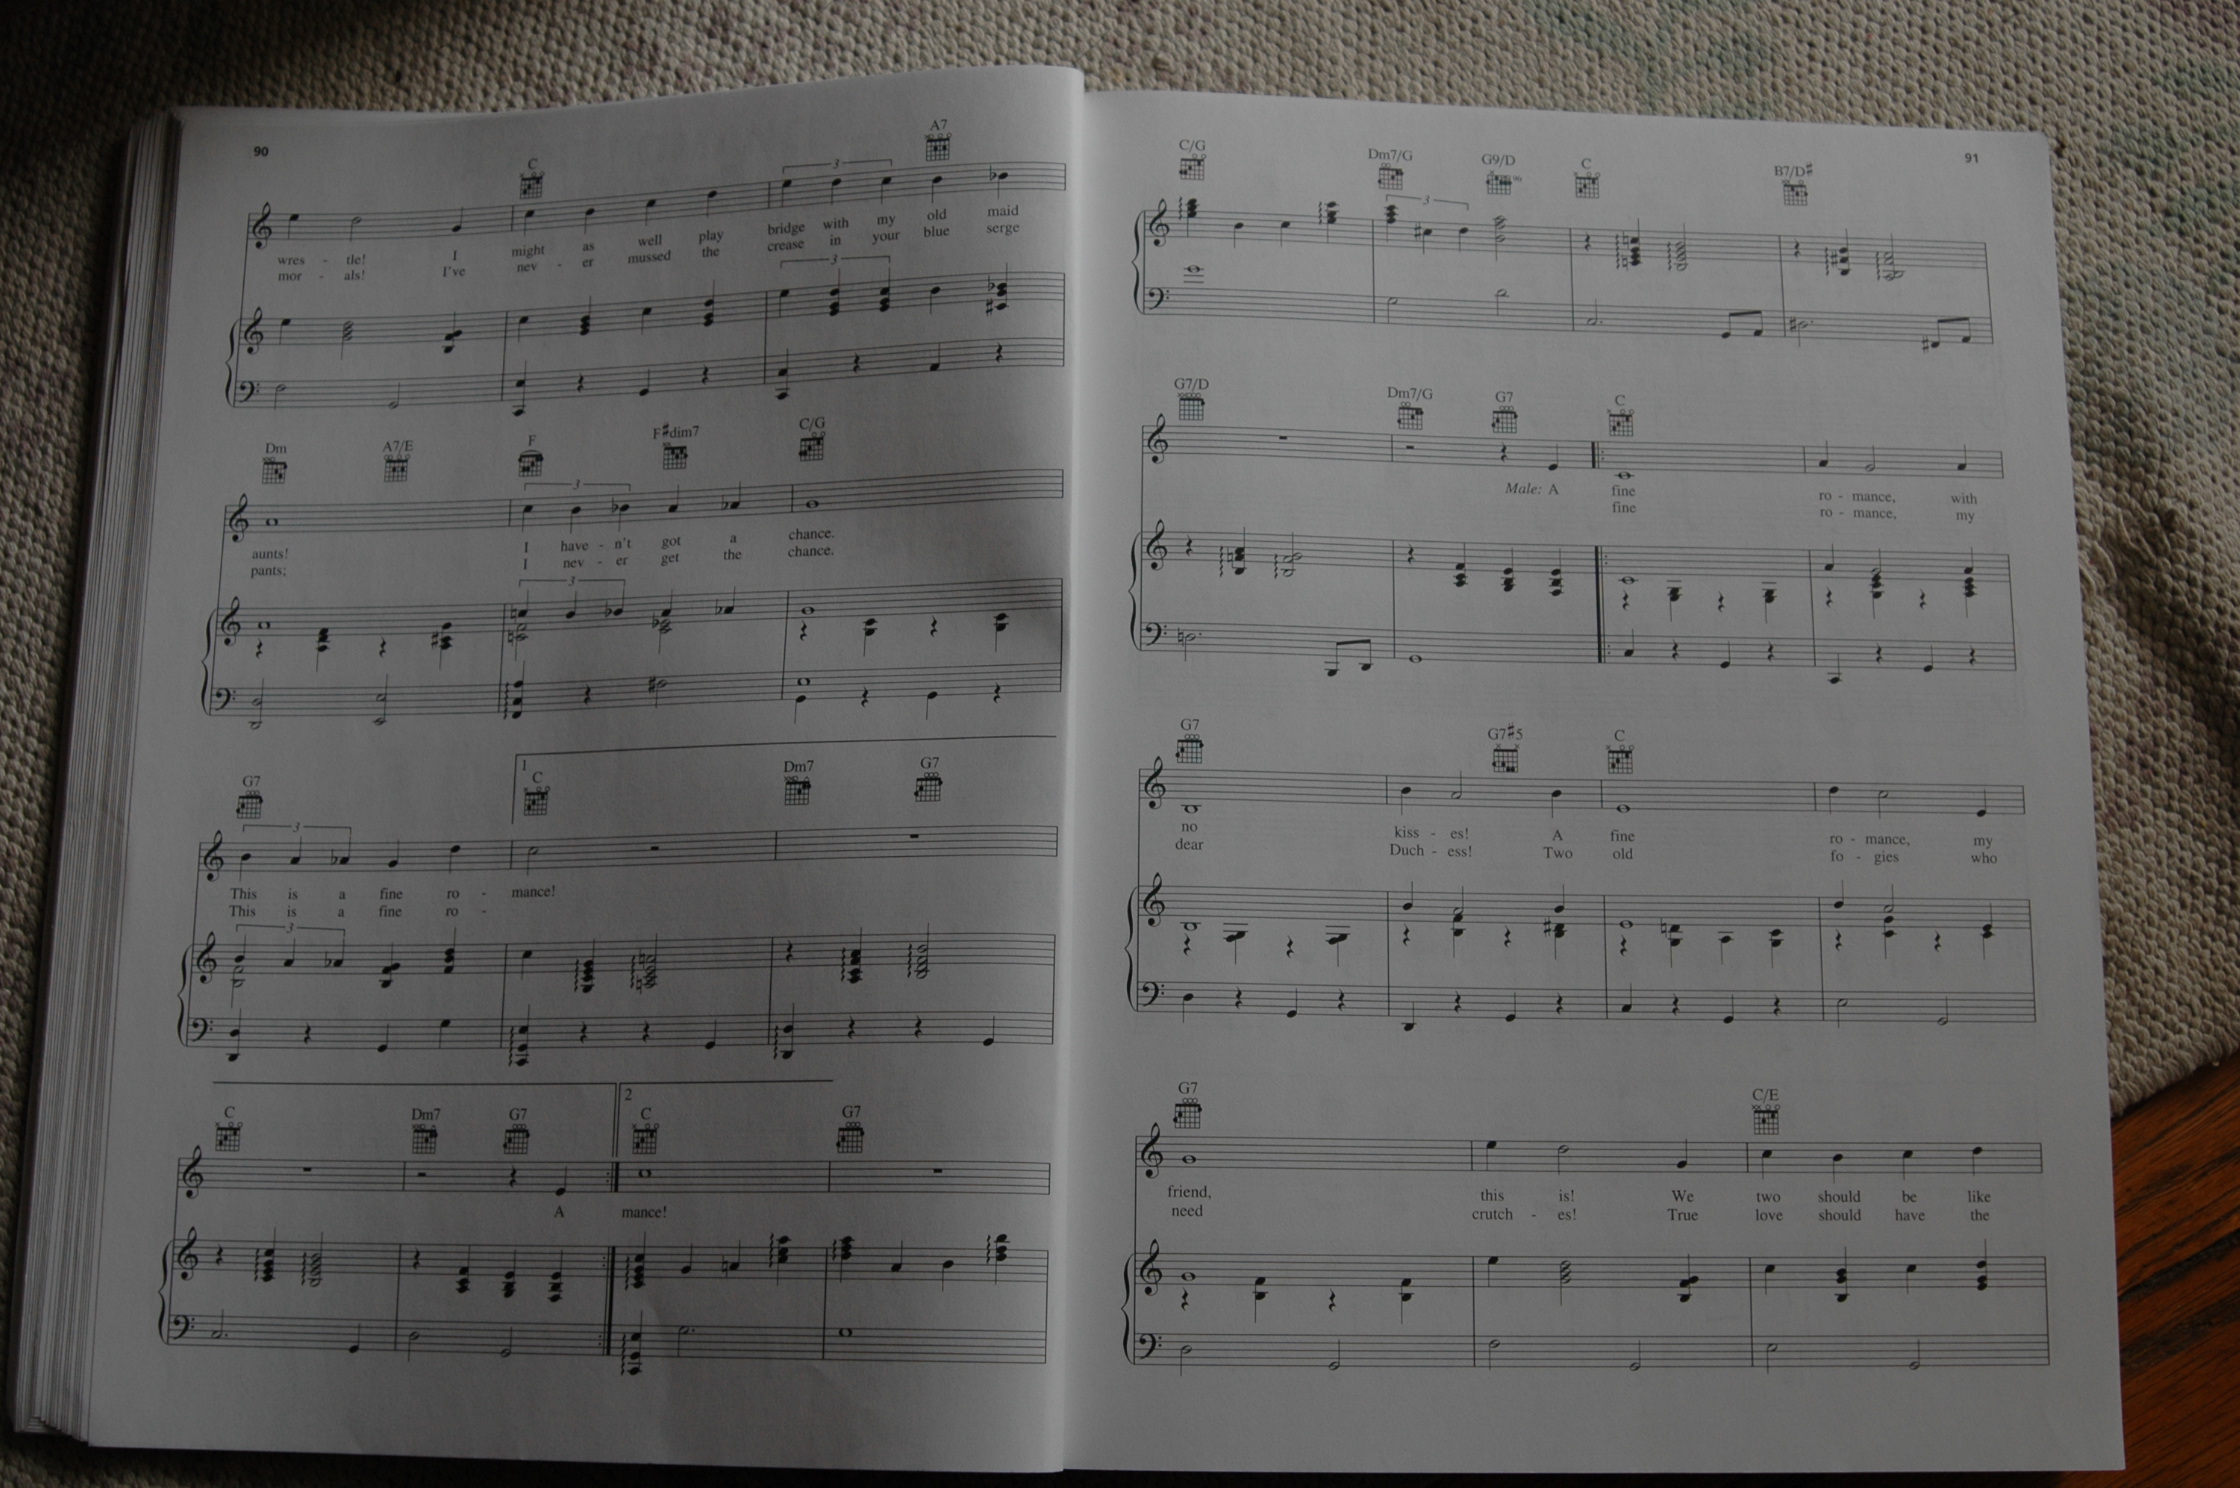 90
C A7
wres - tle! I might as well play bridge with my old maid
mor - als! I've nev - er mussed the crease in your blue serge
3
3
Dm A7/E F F#dim7 C/G
3
aunts! I have - n't got a chance.
pants; I nev - er get the chance.
3
1
G7 C Dm7 G7
3
This is a fine ro - mance!
This is a fine ro -
3
2
C Dm7 G7 C G7
A mance!
91
C/G Dm7/G G9/D C B7/D#
3
G7/D Dm7/G G7 C
Male: A fine ro - mance, with
fine ro - mance, my
G7 G7#5 C
no kiss - es! A fine ro - mance, my
dear Duch - ess! Two old fo - gies who
G7 C/E
friend, this is! We two should be like
need crutch - es! True love should have the